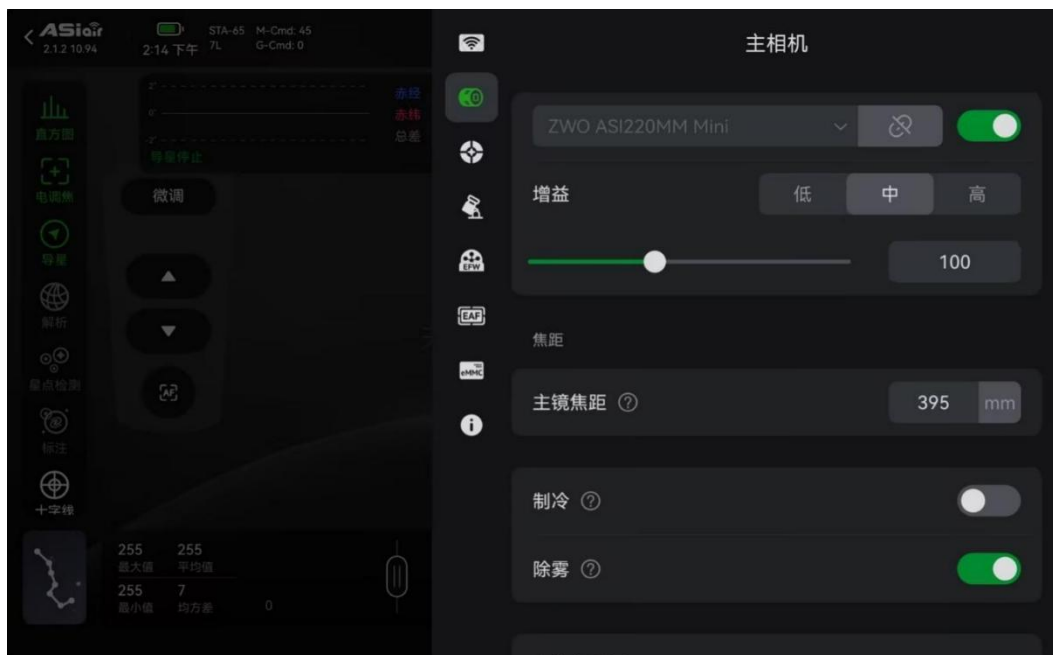 ASiair
2.1.2 10.94
2:14 下午
STA-65 M-Cmd: 45
7L G-Cmd: 0
直方图
电调焦
导星
解析
星点检测
标注
十字线
2"
0"
-2"
赤经
赤纬
总差
导星停止
微调
AF
255 255
最大值 平均值
255 7
最小值 均方差
0
EFW
EAF
eMMC
主相机
ZWO ASI220MM Mini
增益
低 中 高
100
焦距
主镜焦距 ?
395 mm
制冷 ?
除雾 ?